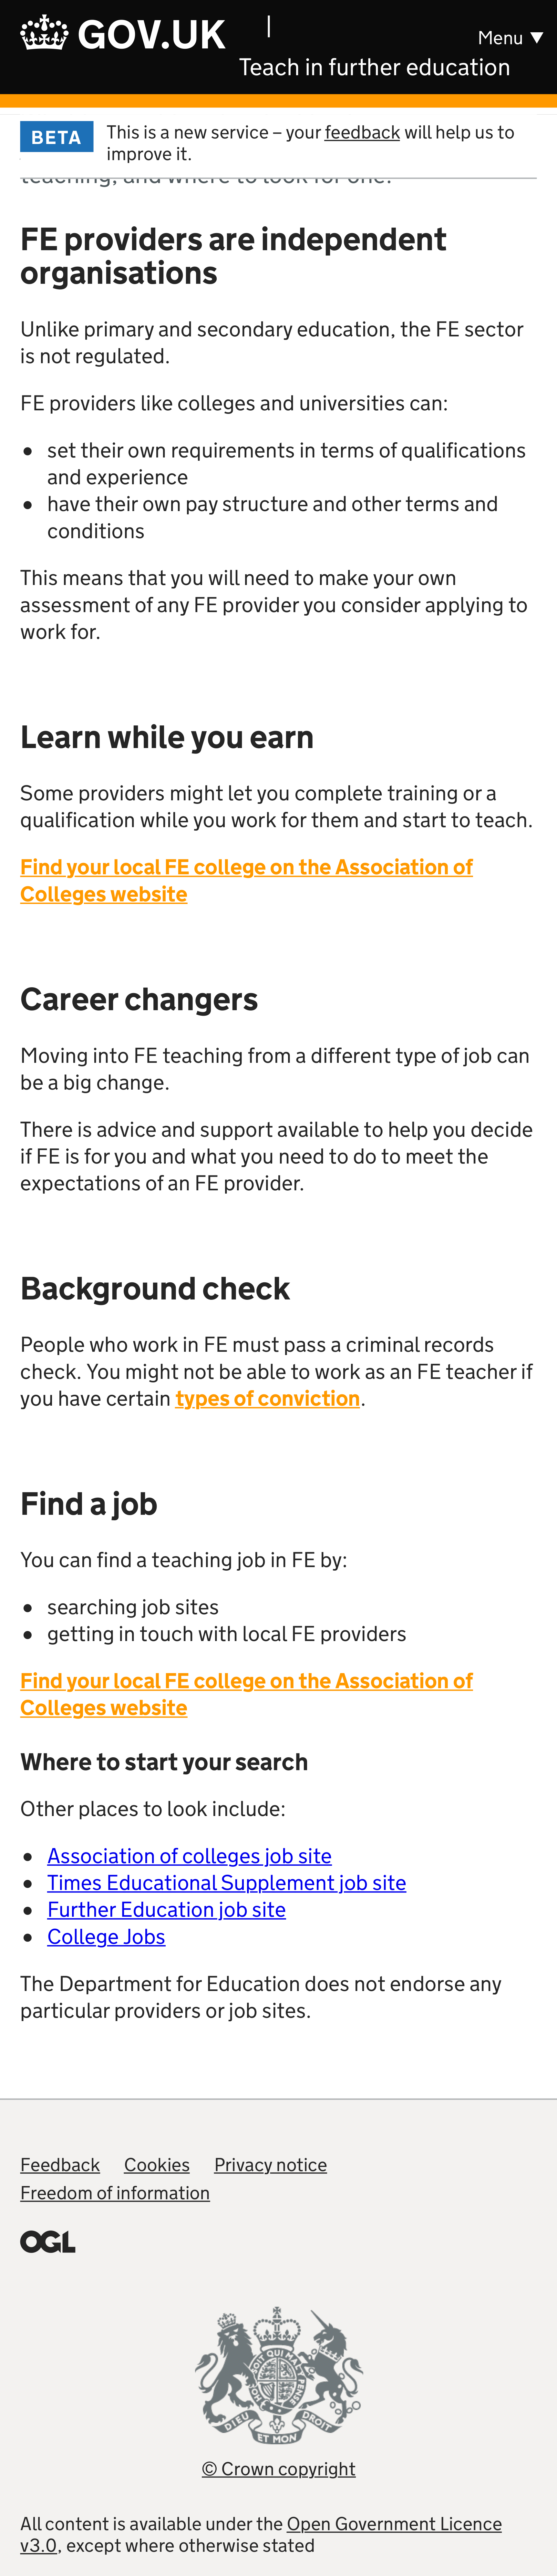 GOV.UK
|
Menu ▼
Teach in further education
BETA
This is a new service – your feedback will help us to
improve it.
teaching, and where to look for one.
FE providers are independent
organisations
Unlike primary and secondary education, the FE sector
is not regulated.
FE providers like colleges and universities can:
● set their own requirements in terms of qualifications
and experience
● have their own pay structure and other terms and
conditions
This means that you will need to make your own
assessment of any FE provider you consider applying to
work for.
Learn while you earn
Some providers might let you complete training or a
qualification while you work for them and start to teach.
Find your local FE college on the Association of
Colleges website
Career changers
Moving into FE teaching from a different type of job can
be a big change.
There is advice and support available to help you decide
if FE is for you and what you need to do to meet the
expectations of an FE provider.
Background check
People who work in FE must pass a criminal records
check. You might not be able to work as an FE teacher if
you have certain types of conviction.
Find a job
You can find a teaching job in FE by:
● searching job sites
● getting in touch with local FE providers
Find your local FE college on the Association of
Colleges website
Where to start your search
Other places to look include:
● Association of colleges job site
● Times Educational Supplement job site
● Further Education job site
● College Jobs
The Department for Education does not endorse any
particular providers or job sites.
Feedback Cookies Privacy notice
Freedom of information
OGL
DIEU ET MON DROIT
© Crown copyright
All content is available under the Open Government Licence
v3.0, except where otherwise stated